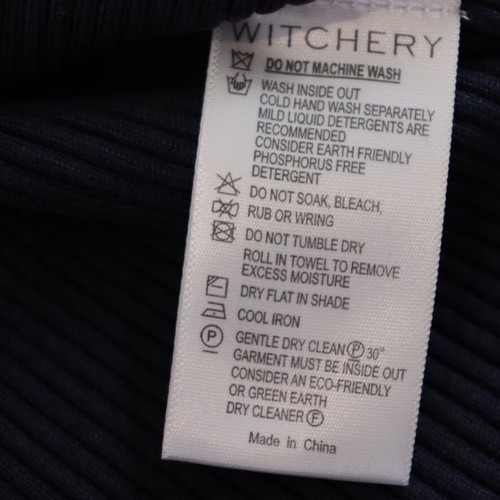 WITCHERY
DO NOT MACHINE WASH
WASH INSIDE OUT
COLD HAND WASH SEPARATELY
MILD LIQUID DETERGENTS ARE
RECOMMENDED
CONSIDER EARTH FRIENDLY
PHOSPHORUS FREE
DETERGENT
DO NOT SOAK, BLEACH,
RUB OR WRING
DO NOT TUMBLE DRY
ROLL IN TOWEL TO REMOVE
EXCESS MOISTURE
DRY FLAT IN SHADE
COOL IRON
P GENTLE DRY CLEAN P 30°
GARMENT MUST BE INSIDE OUT
CONSIDER AN ECO-FRIENDLY
OR GREEN EARTH
DRY CLEANER F
Made in China